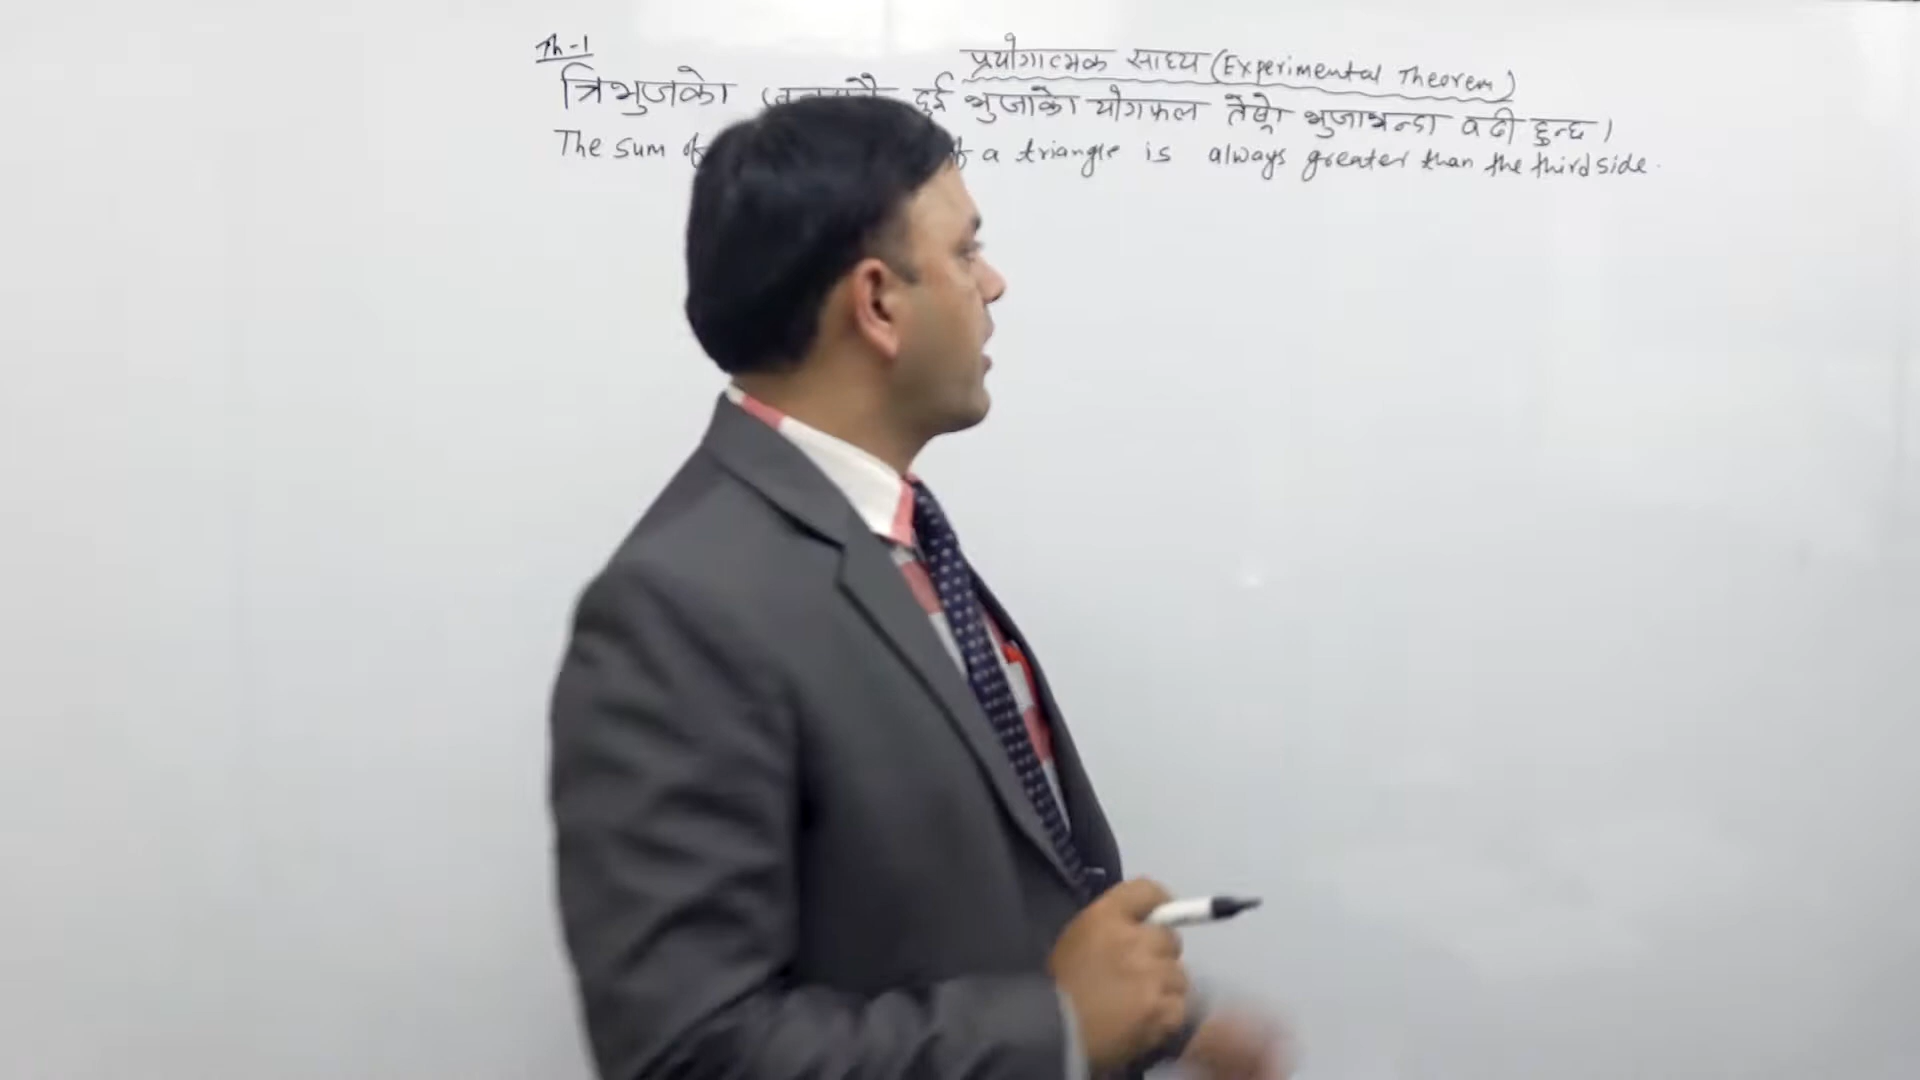 Th-1
प्रयोगात्मक साध्य (Experimental Theorem)
त्रिभुजको दुई भुजाको योगफल तेस्रो भुजाभन्दा बढी हुन्छ।
The sum of a triangle is always greater than the third side.